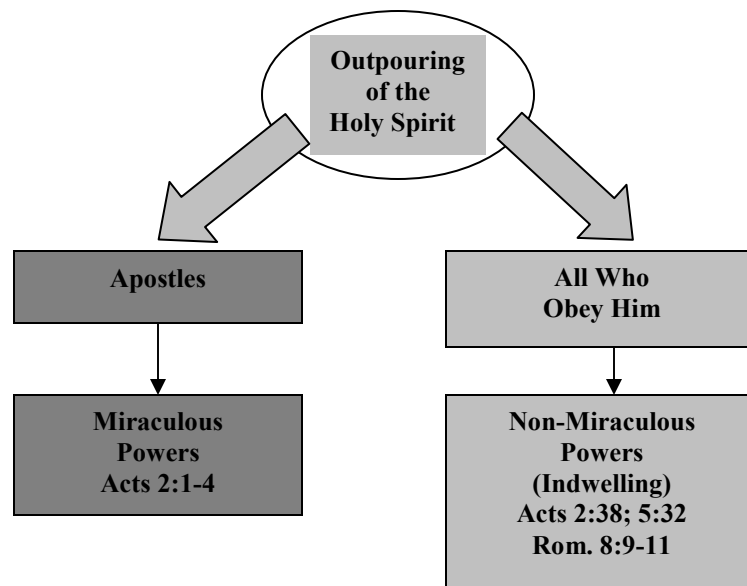 Outpouring
of the
Holy Spirit
Apostles
All Who
Obey Him
Miraculous
Powers
Acts 2:1-4
Non-Miraculous
Powers
(Indwelling)
Acts 2:38; 5:32
Rom. 8:9-11